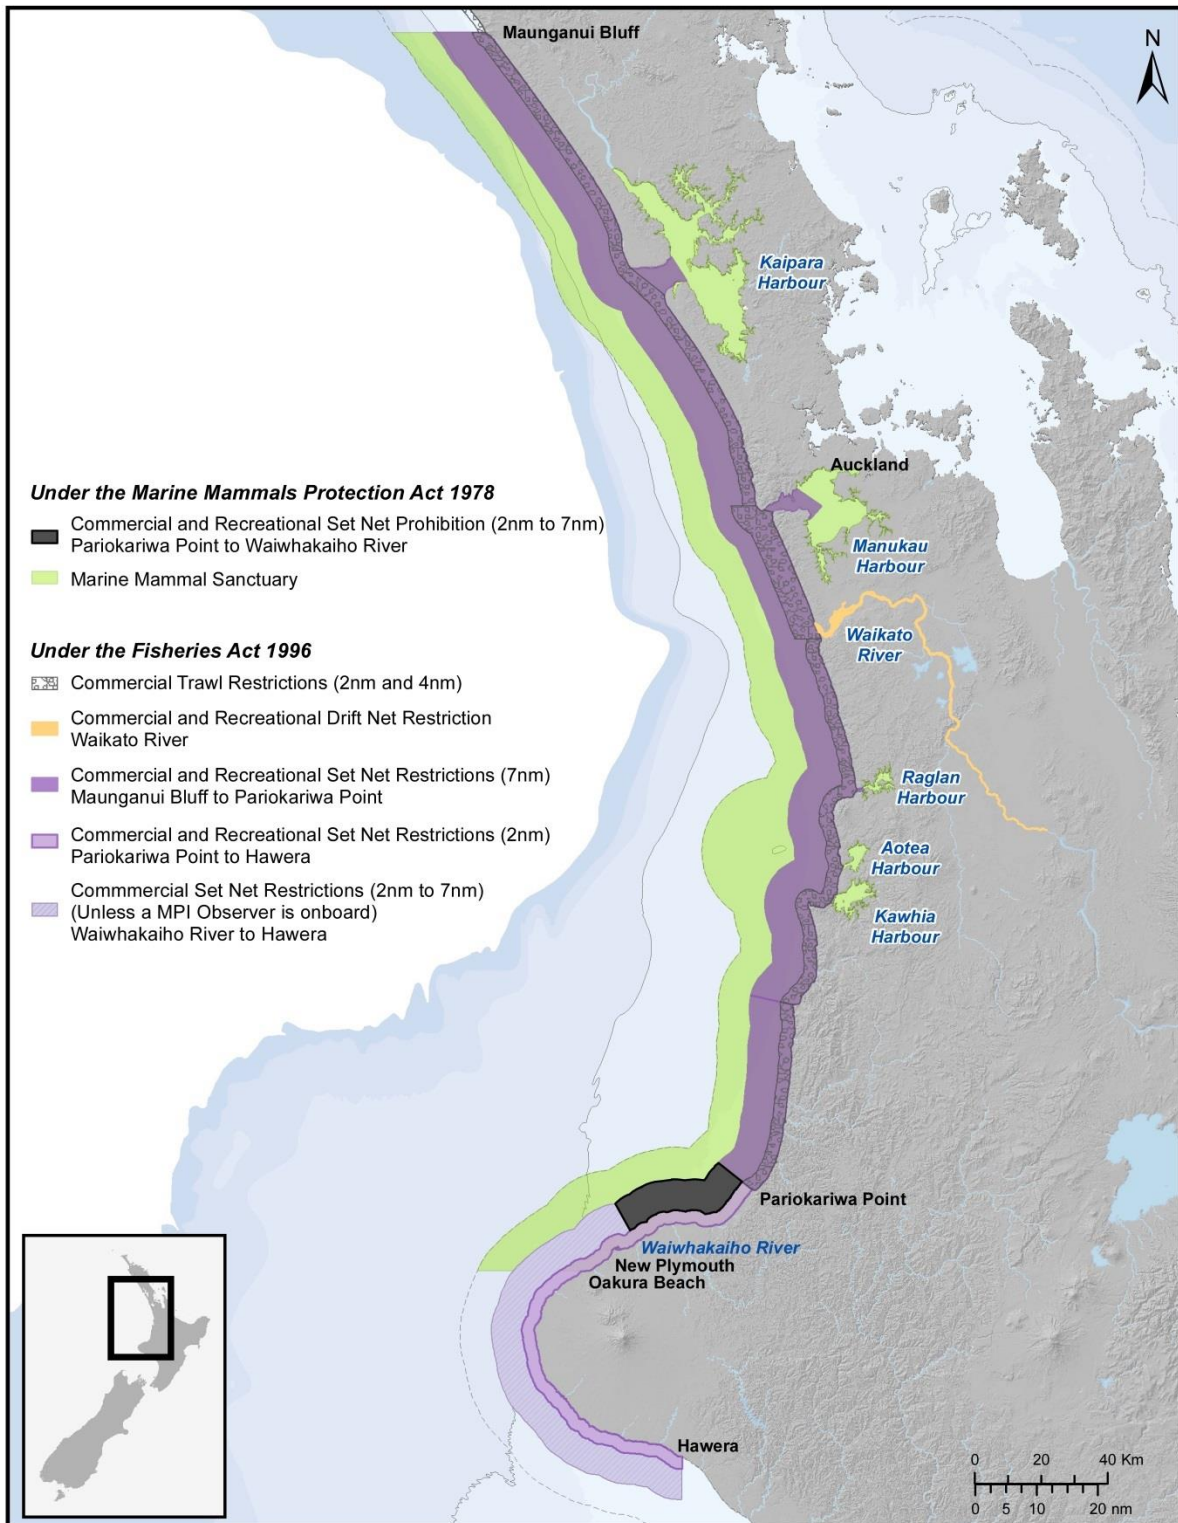 Maunganui Bluff
N
Kaipara
Harbour
Auckland
Manukau
Harbour
Waikato
River
Raglan
Harbour
Aotea
Harbour
Kawhia
Harbour
Under the Marine Mammals Protection Act 1978
Commercial and Recreational Set Net Prohibition (2nm to 7nm)
Pariokariwa Point to Waiwhakaiho River
Marine Mammal Sanctuary
Under the Fisheries Act 1996
Commercial Trawl Restrictions (2nm and 4nm)
Commercial and Recreational Drift Net Restriction
Waikato River
Commercial and Recreational Set Net Restrictions (7nm)
Maunganui Bluff to Pariokariwa Point
Commercial and Recreational Set Net Restrictions (2nm)
Pariokariwa Point to Hawera
Commmercial Set Net Restrictions (2nm to 7nm)
(Unless a MPI Observer is onboard)
Waiwhakaiho River to Hawera
Pariokariwa Point
Waiwhakaiho River
New Plymouth
Oakura Beach
Hawera
0 20 40 Km
0 5 10 20 nm